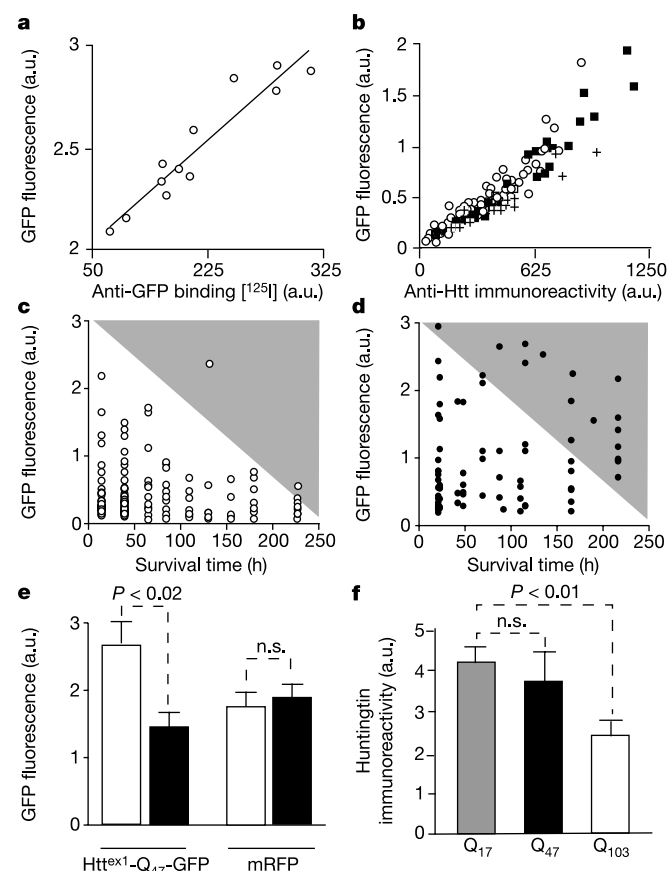 a
GFP fluorescence (a.u.)
3
2.5
2
50 225 325
Anti-GFP binding [¹²⁵I] (a.u.)
b
GFP fluorescence (a.u.)
2
1.5
1
0.5
0
0 625 1250
Anti-Htt immunoreactivity (a.u.)
c
GFP fluorescence (a.u.)
3
2
1
0
0 50 100 150 200 250
Survival time (h)
d
GFP fluorescence (a.u.)
3
2
1
0
0 50 100 150 200 250
Survival time (h)
e
P < 0.02
n.s.
GFP fluorescence (a.u.)
3
2
1
0
Httᵉˣ¹-Q₄₇-GFP mRFP
f
P < 0.01
n.s.
Huntingtin
immunoreactivity (a.u.)
5
4
3
2
1
0
Q₁₇ Q₄₇ Q₁₀₃